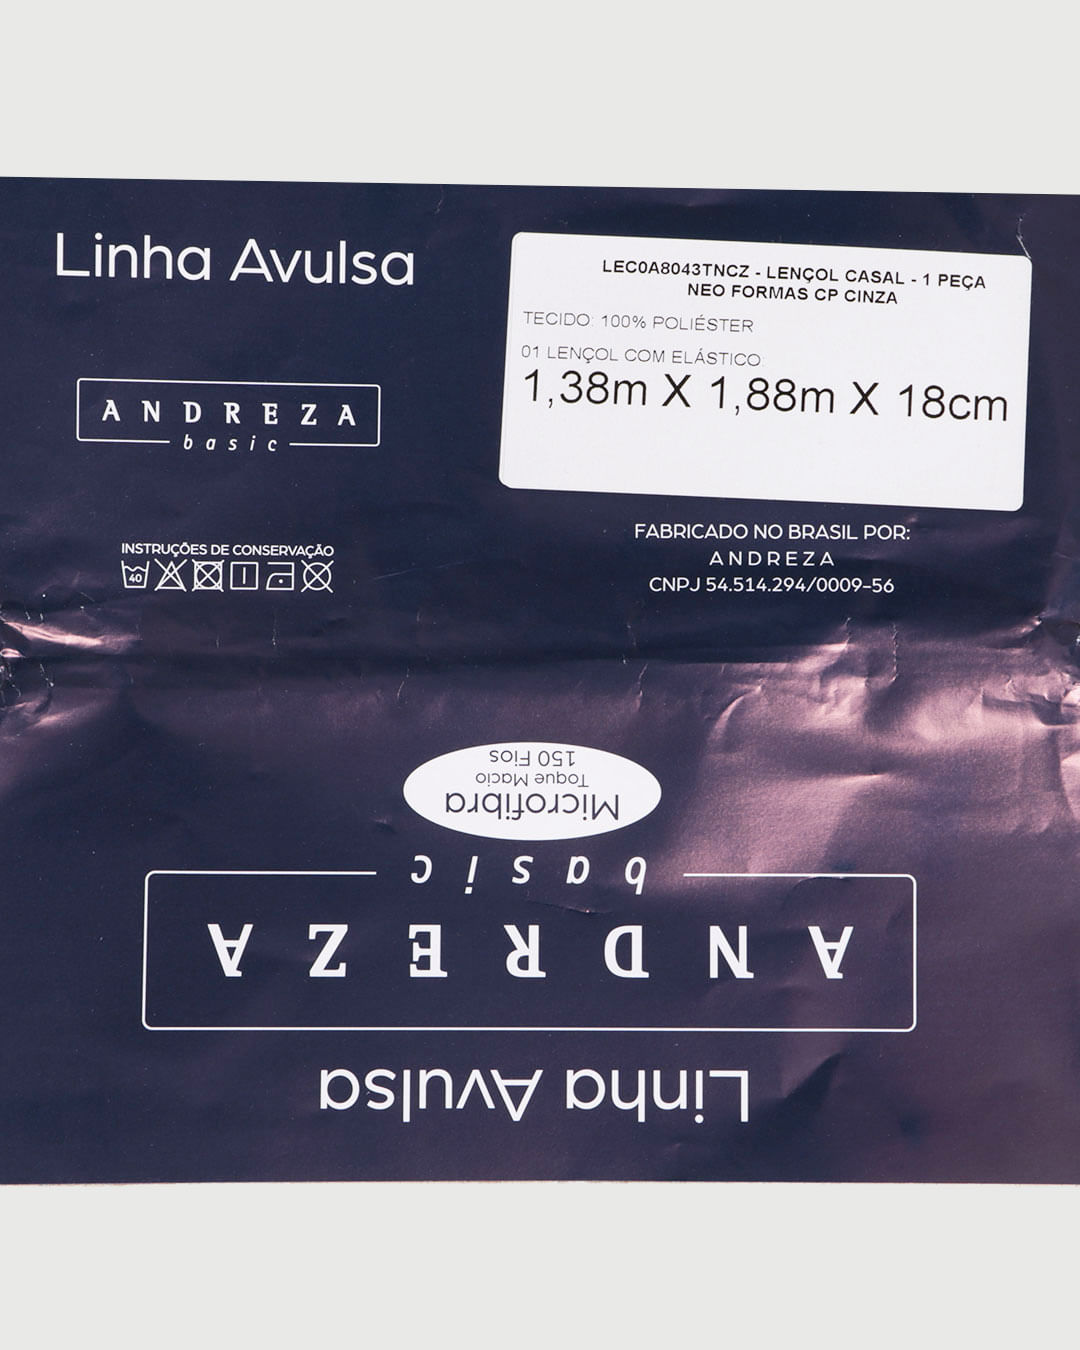 Linha Avulsa
ANDREZA
basic
INSTRUÇÕES DE CONSERVAÇÃO
40
LEC0A8043TNCZ - LENÇOL CASAL - 1 PEÇA
NEO FORMAS CP CINZA
TECIDO: 100% POLIÉSTER
01 LENÇOL COM ELÁSTICO:
1,38m X 1,88m X 18cm
FABRICADO NO BRASIL POR:
ANDREZA
CNPJ 54.514.294/0009-56
Linha Avulsa
ANDREZA
basic
Microfibra
Toque Macio
150 Fios